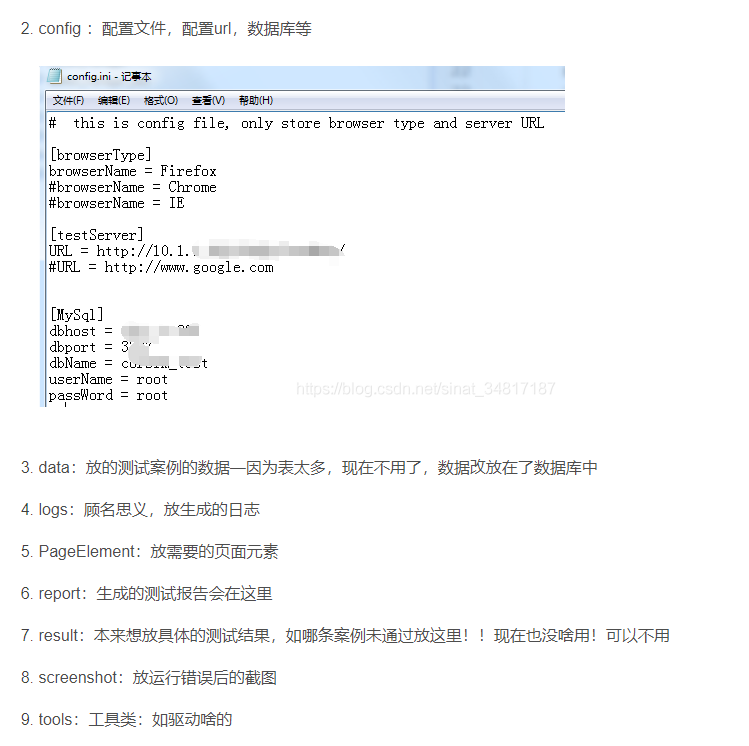 2. config ：配置文件，配置url，数据库等
config.ini - 记事本
文件(F) 编辑(E) 格式(O) 查看(V) 帮助(H)
# this is config file, only store browser type and server URL
[browserType]
browserName = Firefox
#browserName = Chrome
#browserName = IE
[testServer]
URL = http://10.1.
#URL = http://www.google.com
[MySql]
dbhost =
dbport =
dbName =
userName = root
passWord = root
https://blog.csdn.net/sinat_34817187
3. data：放的测试案例的数据—因为表太多，现在不用了，数据改放在了数据库中
4. logs：顾名思义，放生成的日志
5. PageElement：放需要的页面元素
6. report：生成的测试报告会在这里
7. result：本来想放具体的测试结果，如哪条案例未通过放这里！！现在也没啥用！可以不用
8. screenshot：放运行错误后的截图
9. tools：工具类：如驱动啥的